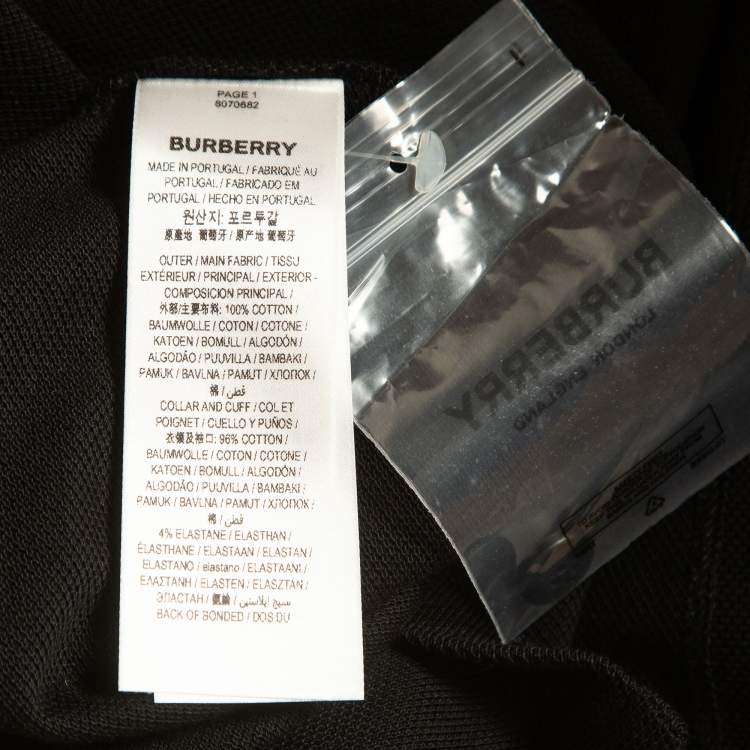 PAGE 1
8070682
BURBERRY
MADE IN PORTUGAL / FABRIQUÉ AU
PORTUGAL / FABRICADO EM
PORTUGAL / HECHO EN PORTUGAL
원산지: 포르투갈
原產地 葡萄牙 / 原产地 葡萄牙
OUTER / MAIN FABRIC / TISSU
EXTÉRIEUR / PRINCIPAL / EXTERIOR -
COMPOSICIÓN PRINCIPAL /
外部/主要布料: 100% COTTON /
BAUMWOLLE / COTON / COTONE /
KATOEN / BOMULL / ALGODÓN /
ALGODÃO / PUUVILLA / BAMBAKI /
PAMUK / BAVLNA / PAMUT / ХЛОПОК /
棉 / قطن /
COLLAR AND CUFF / COL ET
POIGNET / CUELLO Y PUÑOS /
衣領及袖口: 96% COTTON /
BAUMWOLLE / COTON / COTONE /
KATOEN / BOMULL / ALGODÓN /
ALGODÃO / PUUVILLA / BAMBAKI /
PAMUK / BAVLNA / PAMUT / ХЛОПОК /
棉 / قطن /
4% ELASTANE / ELASTHAN /
ÉLASTHANE / ELASTAAN / ELASTAN /
ELASTANO / elastano / ELASTAANI /
ΕΛΑΣΤΑΝΗ / ELASTEN / ELASZTÁN /
ЭЛАСТАН / 氨綸 / نسيج ايلاستين /
BACK OF BONDED / DOS DU
BURBERRY
LONDON ENGLAND